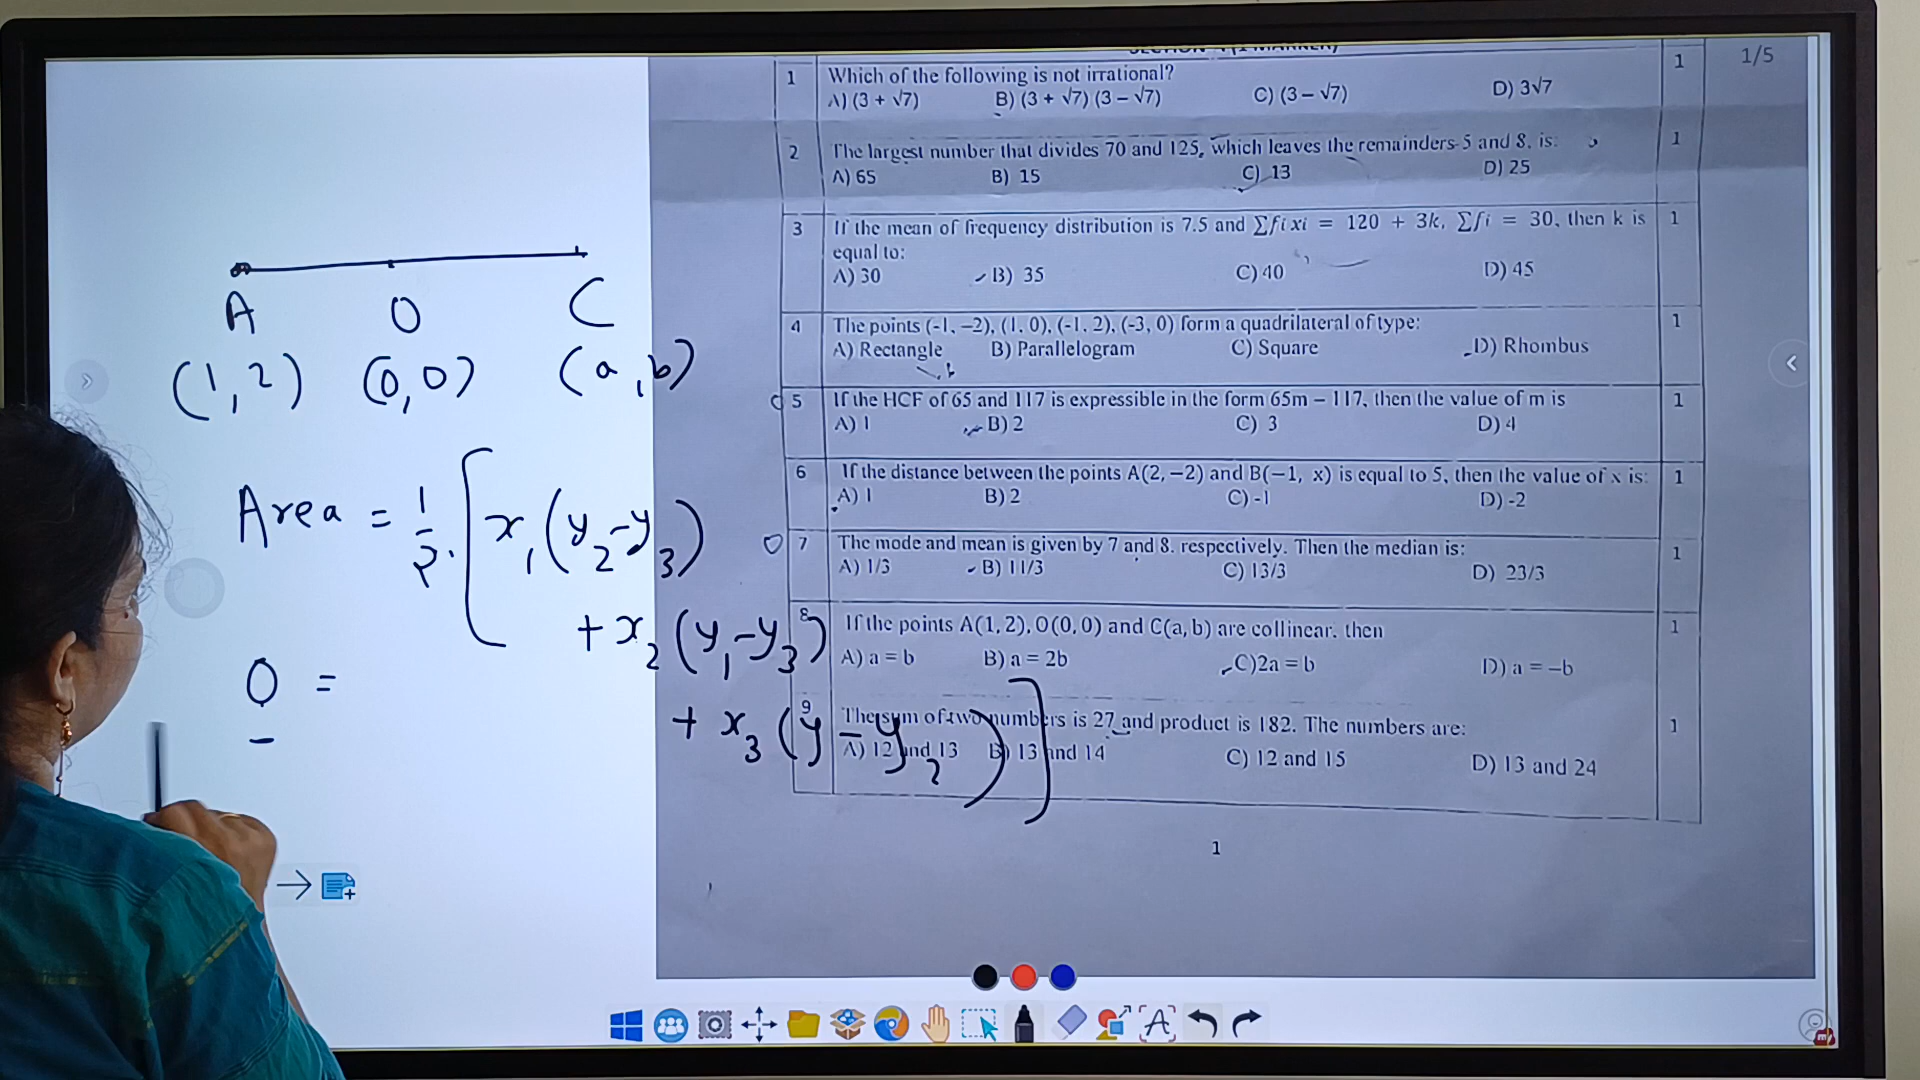 1/5
1 Which of the following is not irrational? 1
A) (3 + √7) B) (3 + √7) (3 – √7) C) (3 – √7) D) 3√7
2 The largest number that divides 70 and 125, which leaves the remainders 5 and 8, is: 1
A) 65 B) 15 C) 13 D) 25
3 If the mean of frequency distribution is 7.5 and ∑fixi = 120 + 3k, ∑fi = 30, then k is 1
equal to:
A) 30 B) 35 C) 40 D) 45
4 The points (-1, –2), (1, 0), (-1, 2), (-3, 0) form a quadrilateral of type: 1
A) Rectangle B) Parallelogram C) Square D) Rhombus
5 If the HCF of 65 and 117 is expressible in the form 65m – 117, then the value of m is 1
A) 1 B) 2 C) 3 D) 4
6 If the distance between the points A(2, –2) and B(–1, x) is equal to 5, then the value of x is: 1
A) 1 B) 2 C) -1 D) -2
7 The mode and mean is given by 7 and 8. respectively. Then the median is: 1
A) 1/3 B) 11/3 C) 13/3 D) 23/3
8 If the points A(1, 2), O(0, 0) and C(a, b) are collinear. then 1
A) a = b B) a = 2b C)2a = b D) a = –b
9 The sum of two numbers is 27 and product is 182. The numbers are: 1
A) 12 and 13 B) 13 and 14 C) 12 and 15 D) 13 and 24
1
A O C
(1,2) (0,0) (a,b)
Area = 1/2 . [x1(y2-y3)
+ x2(y1-y3)
+ x3(y-y2)]
0 =